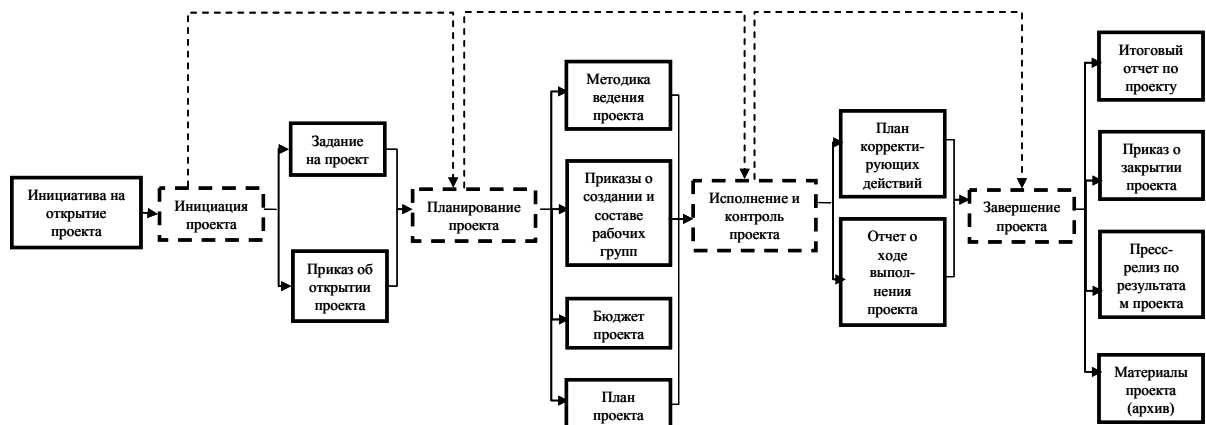 Инициатива на
открытие
проекта
Инициация
проекта
Задание
на проект
Приказ об
открытии
проекта
Планирование
проекта
Методика
ведения
проекта
Приказы о
создании и
составе
рабочих
групп
Бюджет
проекта
План
проекта
Исполнение и
контроль
проекта
План
корректи-
рующих
действий
Отчет о
ходе
выпол-
нения
проекта
Завершение
проекта
Итоговый
отчет по
проекту
Приказ о
закрытии
проекта
Пресс-
релиз по
результата
м проекта
Материалы
проекта
(архив)